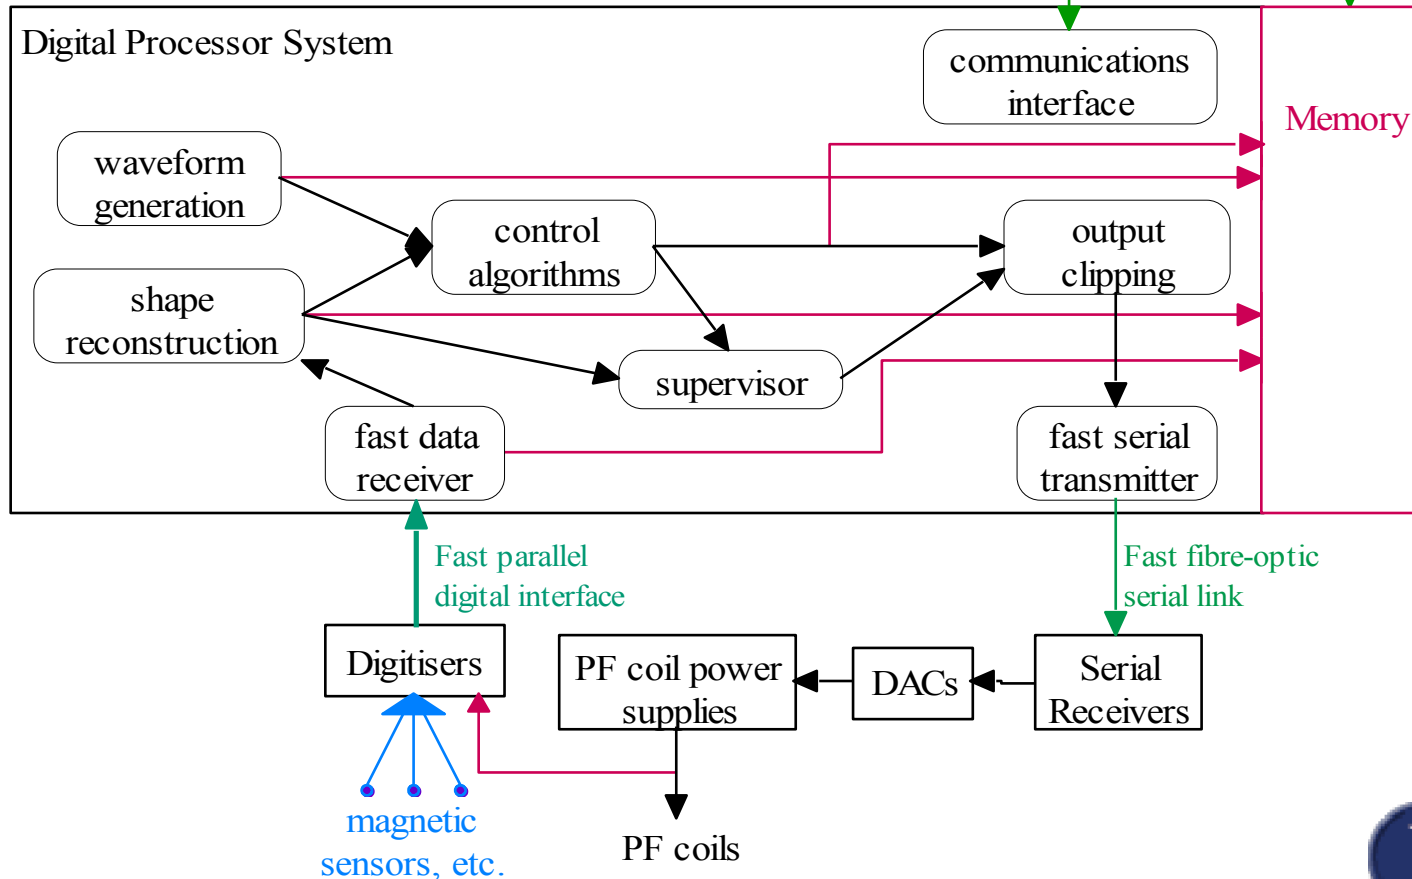 Digital Processor System
communications
interface
Memory
waveform
generation
control
algorithms
output
clipping
shape
reconstruction
supervisor
fast data
receiver
fast serial
transmitter
Fast parallel
digital interface
Fast fibre-optic
serial link
Digitisers
PF coil power
supplies
DACs
Serial
Receivers
magnetic
sensors, etc.
PF coils